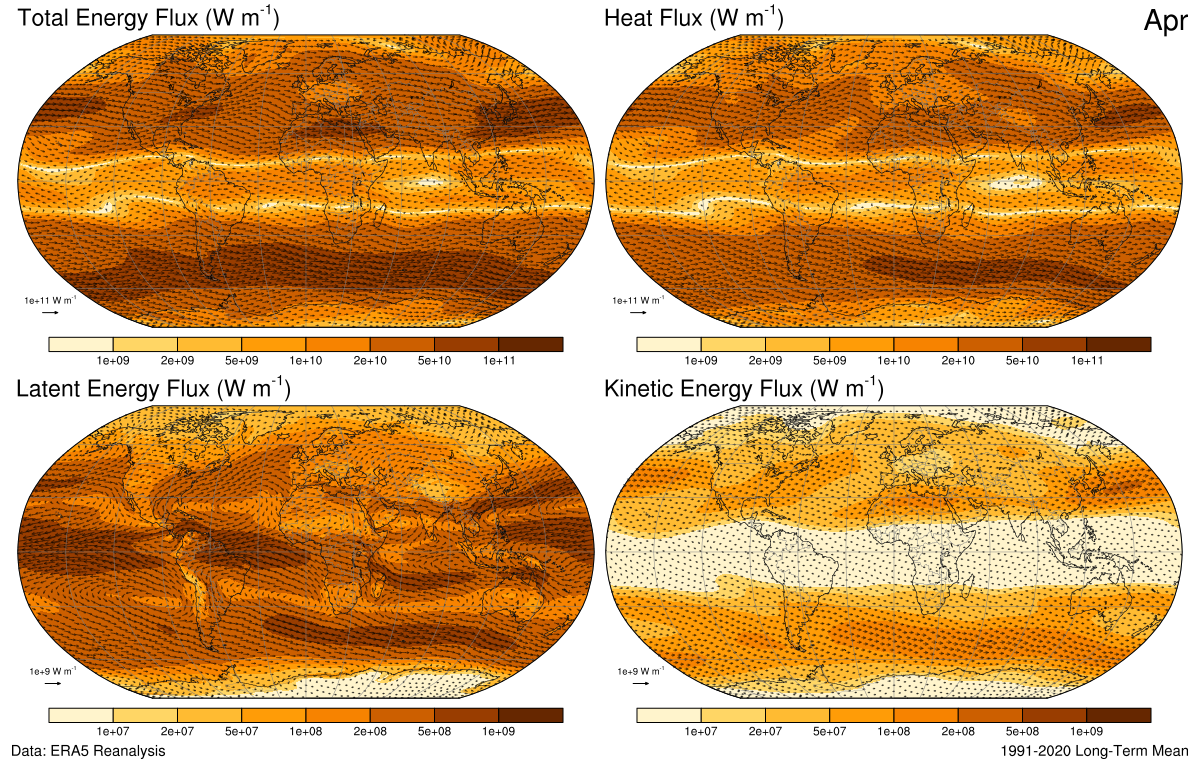 Total Energy Flux (W m-1)
Heat Flux (W m-1)
Apr
1e+11 W m-1
1e+11 W m-1
1e+09 2e+09 5e+09 1e+10 2e+10 5e+10 1e+11
1e+09 2e+09 5e+09 1e+10 2e+10 5e+10 1e+11
Latent Energy Flux (W m-1)
Kinetic Energy Flux (W m-1)
1e+9 W m-1
1e+9 W m-1
1e+07 2e+07 5e+07 1e+08 2e+08 5e+08 1e+09
1e+07 2e+07 5e+07 1e+08 2e+08 5e+08 1e+09
Data: ERA5 Reanalysis
1991-2020 Long-Term Mean